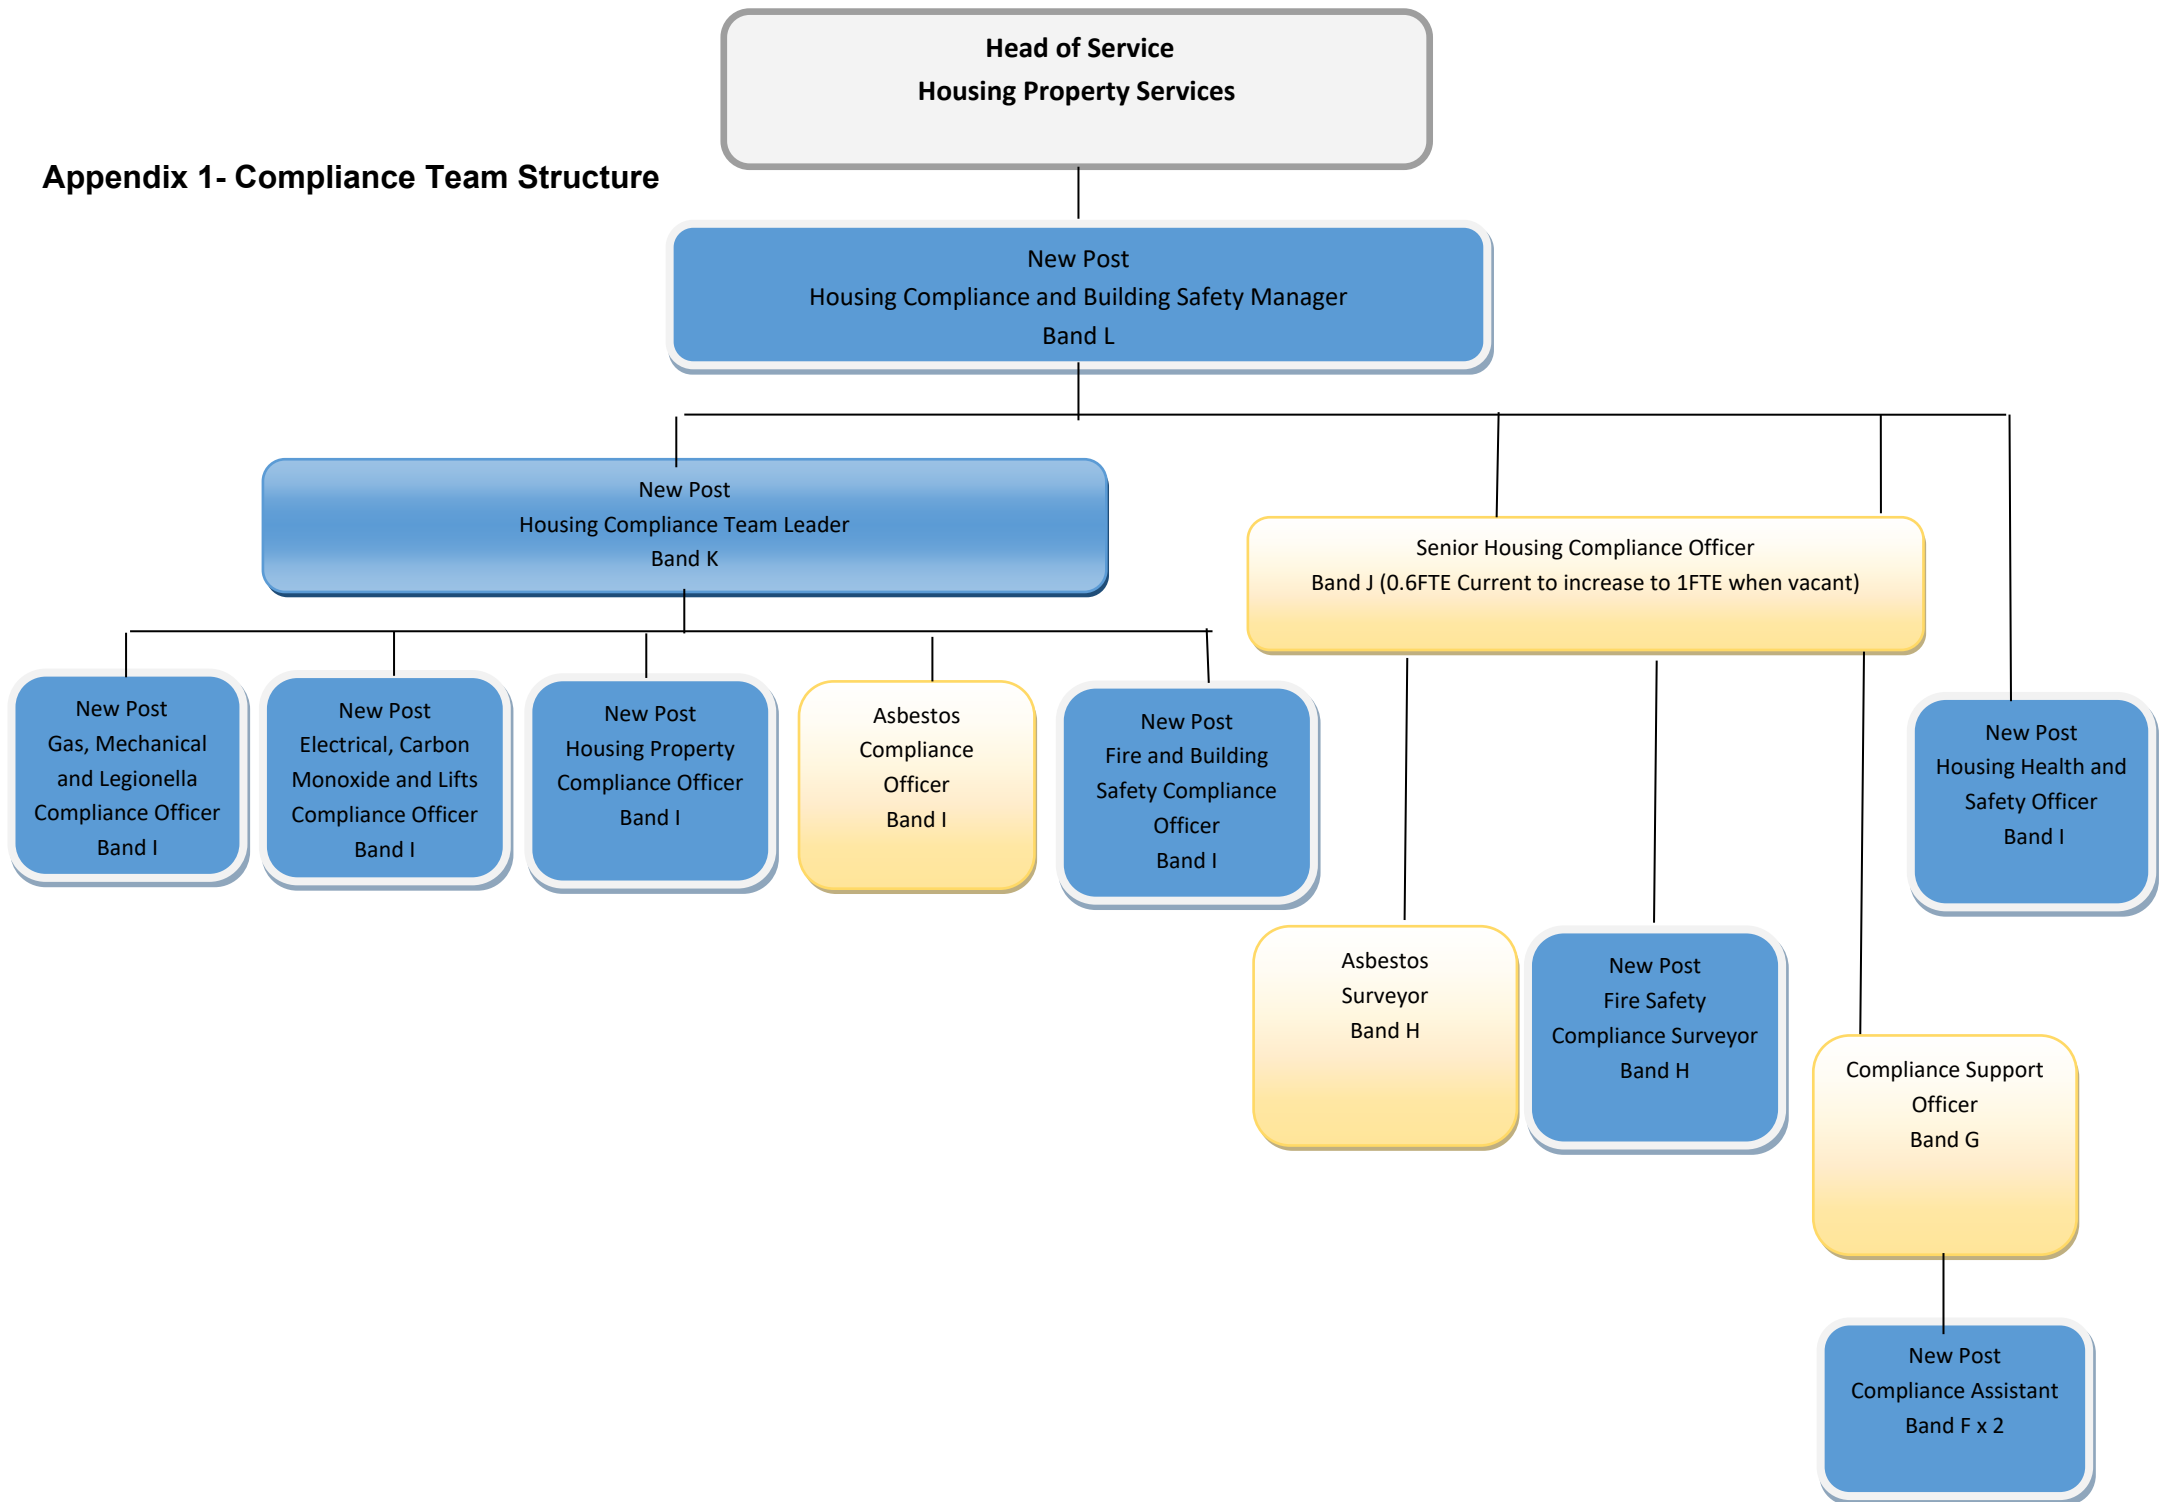 Head of Service
Housing Property Services
Appendix 1- Compliance Team Structure
New Post
Housing Compliance and Building Safety Manager
Band L
New Post
Housing Compliance Team Leader
Band K
Senior Housing Compliance Officer
Band J (0.6FTE Current to increase to 1FTE when vacant)
New Post
Gas, Mechanical
and Legionella
Compliance Officer
Band I
New Post
Electrical, Carbon
Monoxide and Lifts
Compliance Officer
Band I
New Post
Housing Property
Compliance Officer
Band I
Asbestos
Compliance
Officer
Band I
New Post
Fire and Building
Safety Compliance
Officer
Band I
New Post
Housing Health and
Safety Officer
Band I
Asbestos
Surveyor
Band H
New Post
Fire Safety
Compliance Surveyor
Band H
Compliance Support
Officer
Band G
New Post
Compliance Assistant
Band F x 2